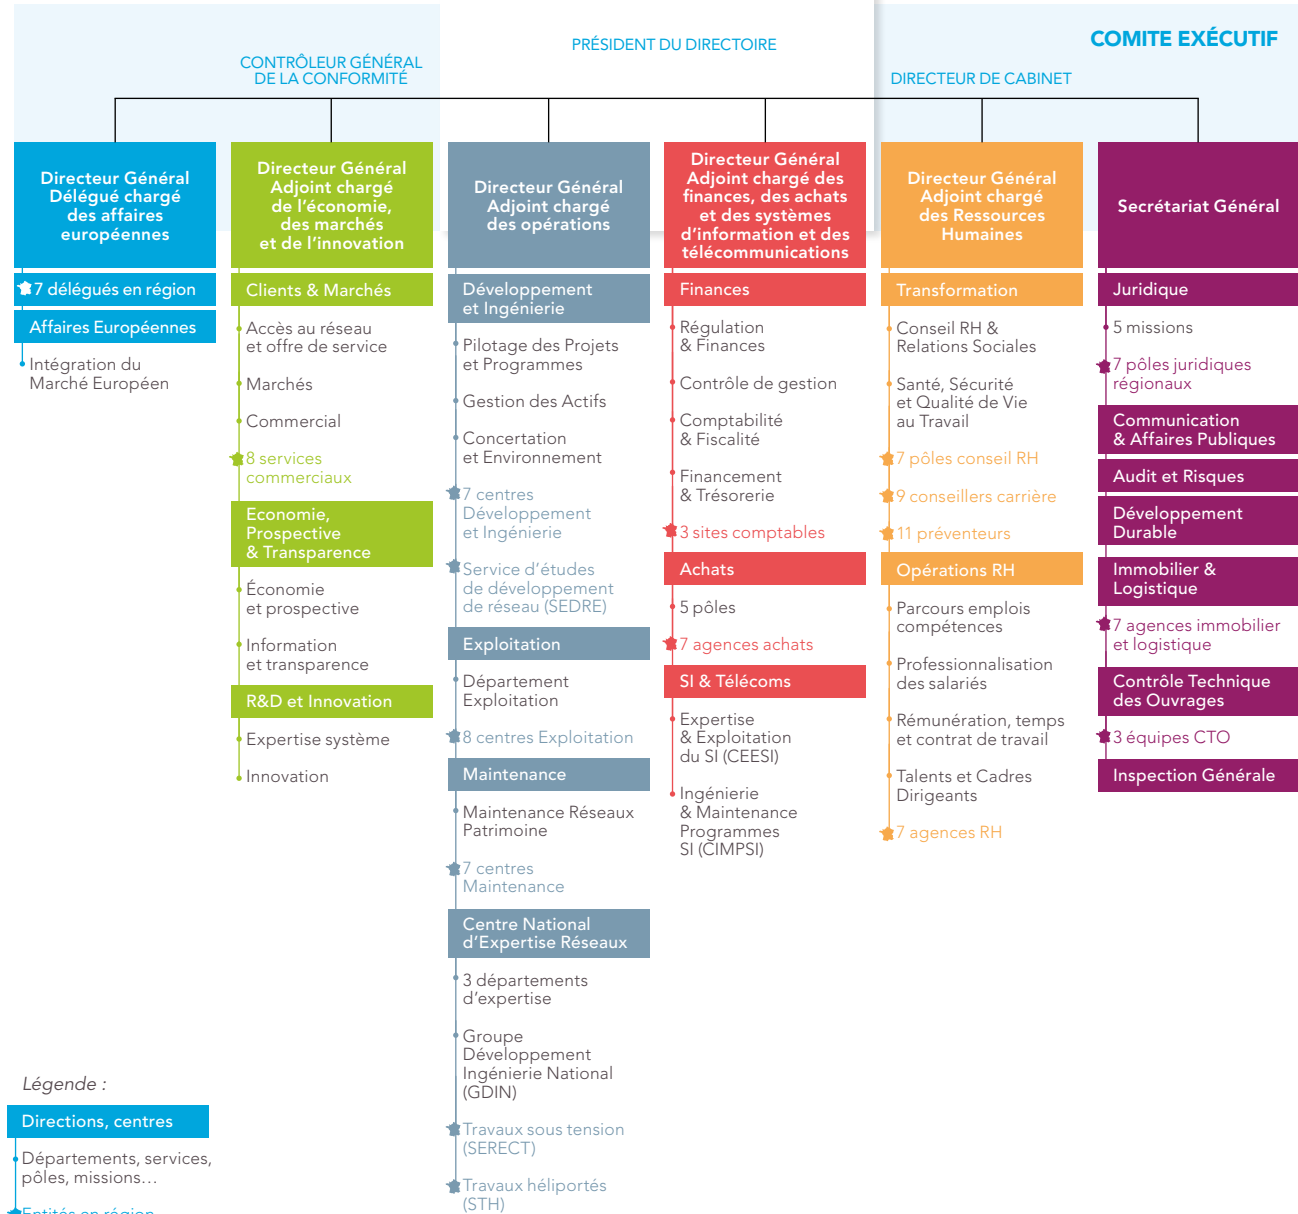 COMITE EXÉCUTIF
PRÉSIDENT DU DIRECTOIRE
CONTRÔLEUR GÉNÉRAL
DE LA CONFORMITÉ
DIRECTEUR DE CABINET
Directeur Général
Délégué chargé
des affaires
européennes
7 délégués en région
Affaires Européennes
Intégration du
Marché Européen
Directeur Général
Adjoint chargé
de l'économie,
des marchés
et de l'innovation
Clients & Marchés
Accès au réseau
et offre de service
Marchés
Commercial
8 services
commerciaux
Economie,
Prospective
& Transparence
Économie
et prospective
Information
et transparence
R&D et Innovation
Expertise système
Innovation
Directeur Général
Adjoint chargé
des opérations
Développement
et Ingénierie
Pilotage des Projets
et Programmes
Gestion des Actifs
Concertation
et Environnement
7 centres
Développement
et Ingénierie
Service d'études
de développement
de réseau (SEDRE)
Exploitation
Département
Exploitation
8 centres Exploitation
Maintenance
Maintenance Réseaux
Patrimoine
7 centres
Maintenance
Centre National
d'Expertise Réseaux
3 départements
d'expertise
Groupe
Développement
Ingénierie National
(GDIN)
Travaux sous tension
(SERECT)
Travaux héliportés
(STH)
Directeur Général
Adjoint chargé des
finances, des achats
et des systèmes
d'information et des
télécommunications
Finances
Régulation
& Finances
Contrôle de gestion
Comptabilité
& Fiscalité
Financement
& Trésorerie
3 sites comptables
Achats
5 pôles
7 agences achats
SI & Télécoms
Expertise
& Exploitation
du SI (CEESI)
Ingénierie
& Maintenance
Programmes
SI (CIMPSI)
Directeur Général
Adjoint chargé
des Ressources
Humaines
Transformation
Conseil RH &
Relations Sociales
Santé, Sécurité
et Qualité de Vie
au Travail
7 pôles conseil RH
9 conseillers carrière
11 préventeurs
Opérations RH
Parcours emplois
compétences
Professionnalisation
des salariés
Rémunération, temps
et contrat de travail
Talents et Cadres
Dirigeants
7 agences RH
Secrétariat Général
Juridique
5 missions
7 pôles juridiques
régionaux
Communication
& Affaires Publiques
Audit et Risques
Développement
Durable
Immobilier &
Logistique
7 agences immobilier
et logistique
Contrôle Technique
des Ouvrages
3 équipes CTO
Inspection Générale
Légende :
Directions, centres
Départements, services,
pôles, missions…
Entités en région